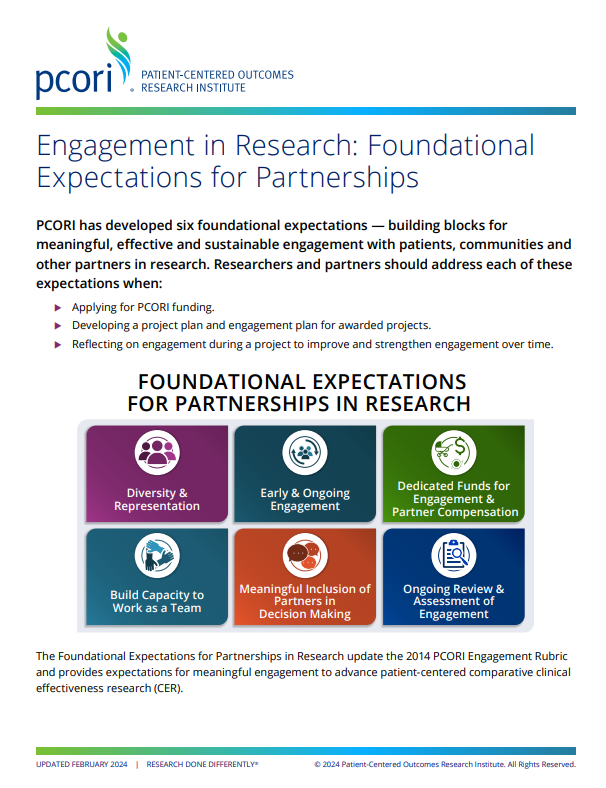 pcori
PATIENT-CENTERED OUTCOMES
RESEARCH INSTITUTE
Engagement in Research: Foundational
Expectations for Partnerships
PCORI has developed six foundational expectations — building blocks for
meaningful, effective and sustainable engagement with patients, communities and
other partners in research. Researchers and partners should address each of these
expectations when:
Applying for PCORI funding.
Developing a project plan and engagement plan for awarded projects.
Reflecting on engagement during a project to improve and strengthen engagement over time.
FOUNDATIONAL EXPECTATIONS
FOR PARTNERSHIPS IN RESEARCH
Diversity &
Representation
Early & Ongoing
Engagement
Dedicated Funds for
Engagement &
Partner Compensation
Build Capacity to
Work as a Team
Meaningful Inclusion of
Partners in
Decision Making
Ongoing Review &
Assessment of
Engagement
The Foundational Expectations for Partnerships in Research update the 2014 PCORI Engagement Rubric
and provides expectations for meaningful engagement to advance patient-centered comparative clinical
effectiveness research (CER).
UPDATED FEBRUARY 2024 | RESEARCH DONE DIFFERENTLY®
© 2024 Patient-Centered Outcomes Research Institute. All Rights Reserved.